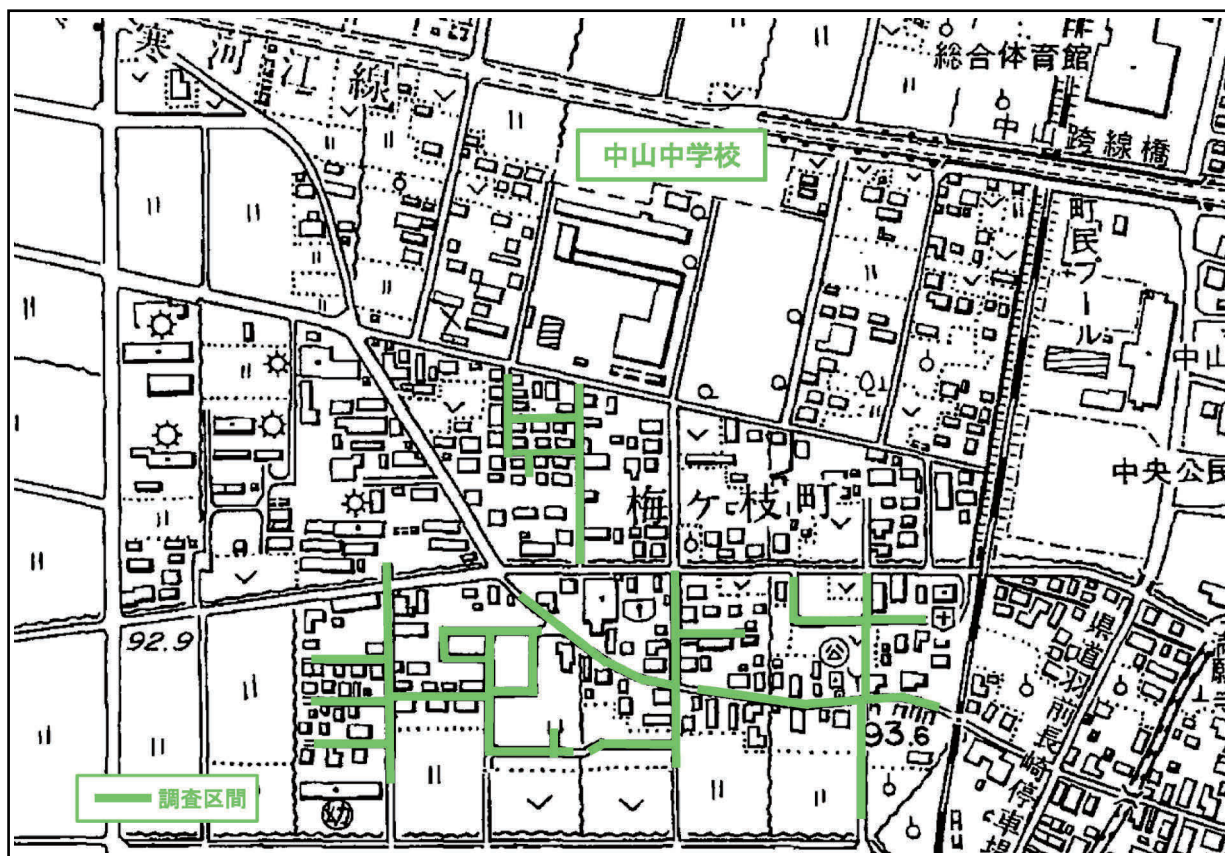 寒河江線
総合体育館
中山跨線橋
中山中学校
町民プール
中山
中央公民
梅ケ枝町
92.9
公
93.6
県道羽前長崎停車場
調査区間
幼